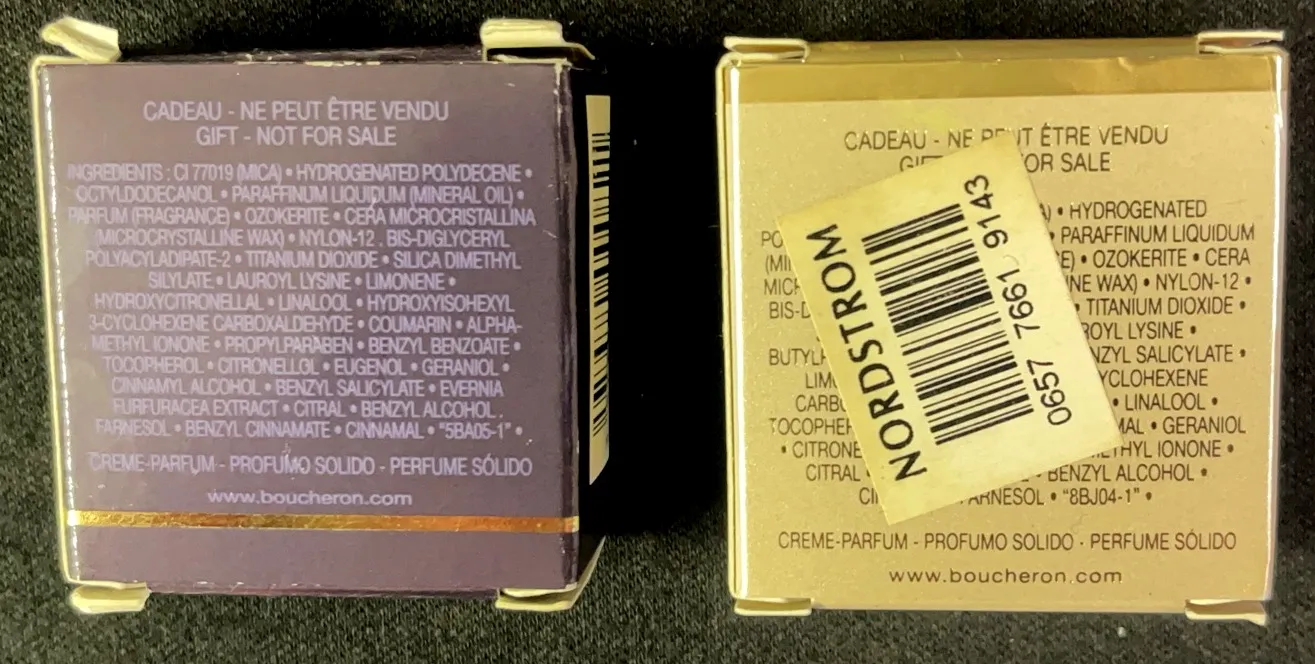 CADEAU - NE PEUT ÊTRE VENDU
GIFT - NOT FOR SALE
INGREDIENTS : CI 77019 (MICA) • HYDROGENATED POLYDECENE •
OCTYLDODECANOL • PARAFFINUM LIQUIDUM (MINERAL OIL) •
PARFUM (FRAGRANCE) • OZOKERITE • CERA MICROCRISTALLINA
(MICROCRYSTALLINE WAX) • NYLON-12 . BIS-DIGLYCERYL
POLYACYLADIPATE-2 • TITANIUM DIOXIDE • SILICA DIMETHYL
SILYLATE • LAUROYL LYSINE • LIMONENE •
HYDROXYCITRONELLAL • LINALOOL • HYDROXYISOHEXYL
3-CYCLOHEXENE CARBOXALDEHYDE • COUMARIN • ALPHA-
METHYL IONONE • PROPYLPARABEN • BENZYL BENZOATE •
TOCOPHEROL • CITRONELLOL • EUGENOL • GERANIOL •
CINNAMYL ALCOHOL • BENZYL SALICYLATE • EVERNIA
FURFURACEA EXTRACT • CITRAL • BENZYL ALCOHOL .
FARNESOL • BENZYL CINNAMATE • CINNAMAL • "5BA05-1" •
CREME-PARFUM - PROFUMO SOLIDO - PERFUME SÓLIDO
www.boucheron.com
CADEAU - NE PEUT ÊTRE VENDU
GIFT FOR SALE
• HYDROGENATED
• PARAFFINUM LIQUIDUM
• OZOKERITE • CERA
WAX) • NYLON-12 •
• TITANIUM DIOXIDE •
LYSINE •
SALICYLATE •
• LINALOOL •
• GERANIOL
IONONE •
CITRAL • BENZYL ALCOHOL •
FARNESOL • "8BJ04-1" •
CREME-PARFUM - PROFUMO SOLIDO - PERFUME SÓLIDO
www.boucheron.com
NORDSTROM
0657 7661 9143